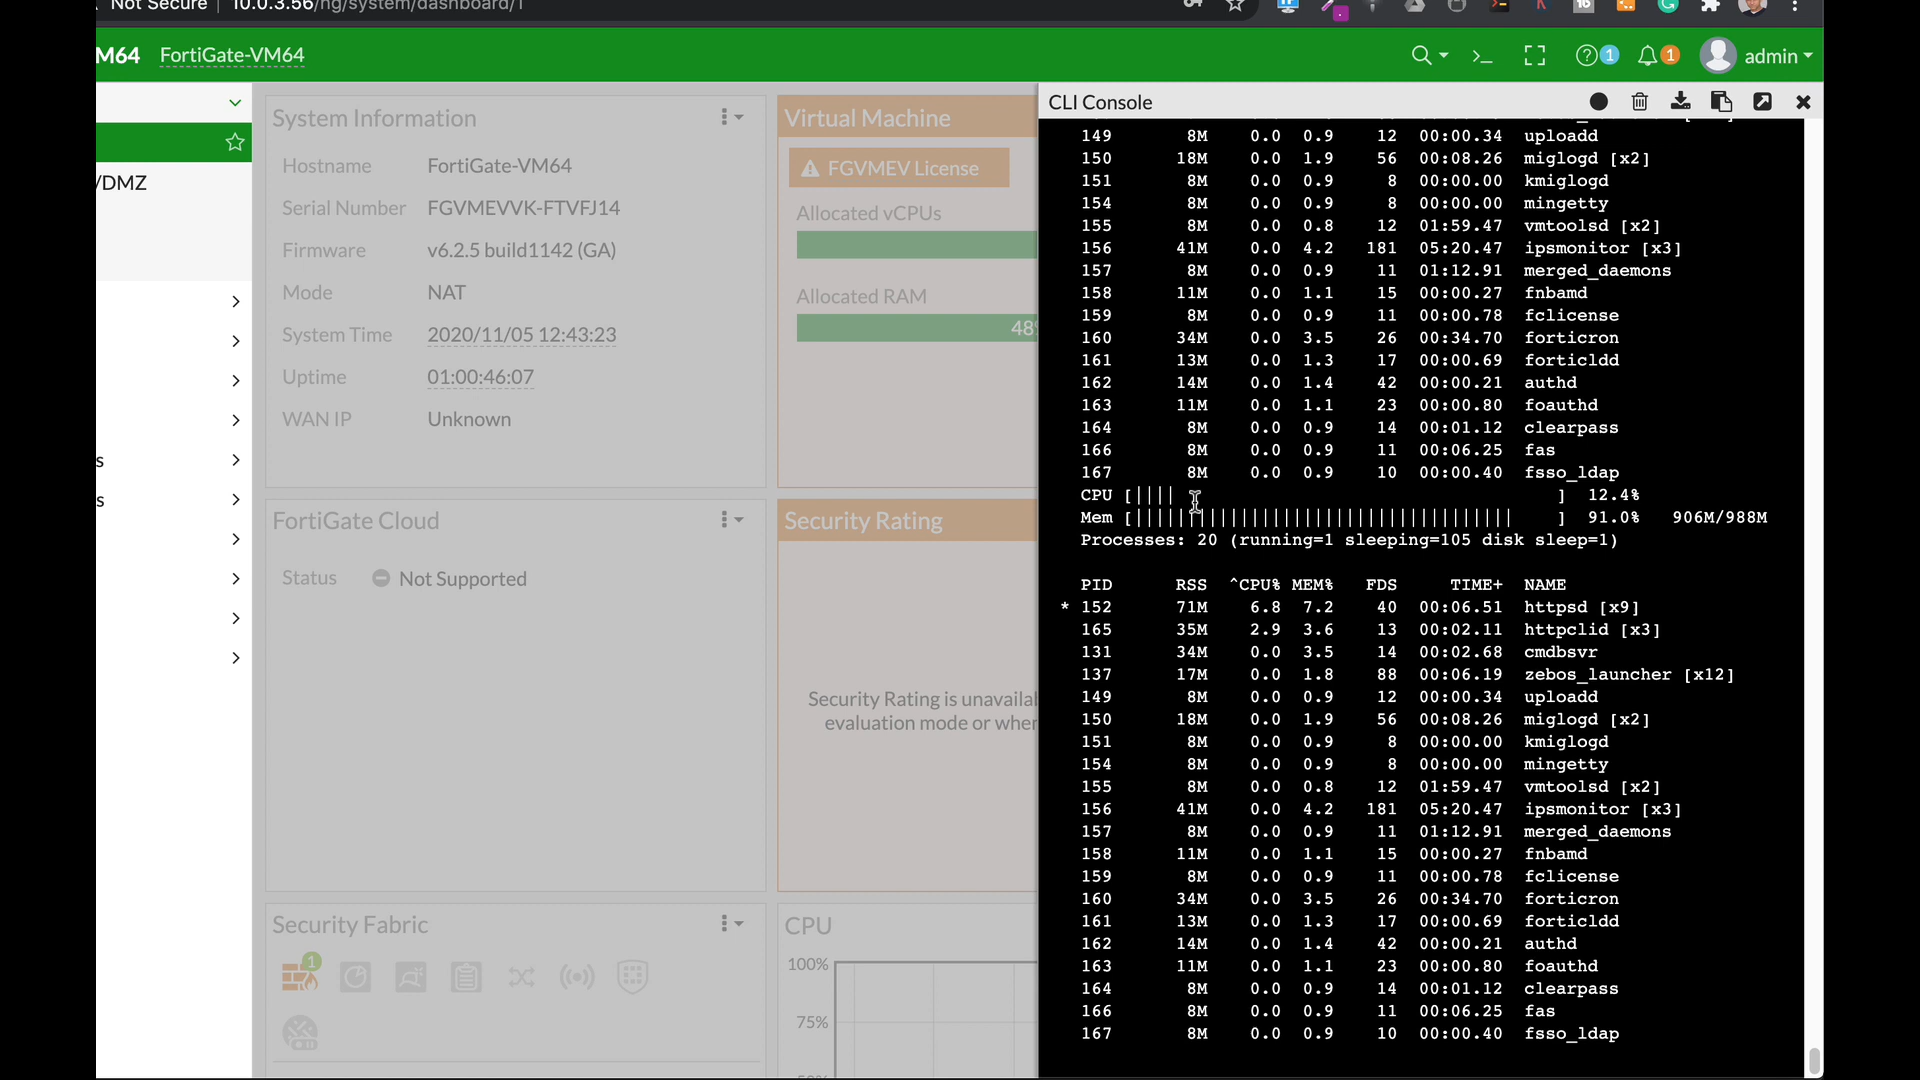 Not Secure | 10.0.3.56/ng/system/dashboard/1
M64 FortiGate-VM64
1 1 admin
/DMZ
s
s
System Information
Hostname FortiGate-VM64
Serial Number FGVMEVVK-FTVFJ14
Firmware v6.2.5 build1142 (GA)
Mode NAT
System Time 2020/11/05 12:43:23
Uptime 01:00:46:07
WAN IP Unknown
Virtual Machine
FGVMEV License
Allocated vCPUs
Allocated RAM
48%
FortiGate Cloud
Status Not Supported
Security Rating
Security Rating is unavailab
evaluation mode or wher
Security Fabric
1
CPU
100%
75%
CLI Console
149 8M 0.0 0.9 12 00:00.34 uploadd
150 18M 0.0 1.9 56 00:08.26 miglogd [x2]
151 8M 0.0 0.9 8 00:00.00 kmiglogd
154 8M 0.0 0.9 8 00:00.00 mingetty
155 8M 0.0 0.8 12 01:59.47 vmtoolsd [x2]
156 41M 0.0 4.2 181 05:20.47 ipsmonitor [x3]
157 8M 0.0 0.9 11 01:12.91 merged_daemons
158 11M 0.0 1.1 15 00:00.27 fnbamd
159 8M 0.0 0.9 11 00:00.78 fclicense
160 34M 0.0 3.5 26 00:34.70 forticron
161 13M 0.0 1.3 17 00:00.69 forticldd
162 14M 0.0 1.4 42 00:00.21 authd
163 11M 0.0 1.1 23 00:00.80 foauthd
164 8M 0.0 0.9 14 00:01.12 clearpass
166 8M 0.0 0.9 11 00:06.25 fas
167 8M 0.0 0.9 10 00:00.40 fsso_ldap
CPU [|||| ] 12.4%
Mem [|||||||||||||||||||||||||||||||||||| ] 91.0% 906M/988M
Processes: 20 (running=1 sleeping=105 disk sleep=1)
PID RSS ^CPU% MEM% FDS TIME+ NAME
* 152 71M 6.8 7.2 40 00:06.51 httpsd [x9]
165 35M 2.9 3.6 13 00:02.11 httpclid [x3]
131 34M 0.0 3.5 14 00:02.68 cmdbsvr
137 17M 0.0 1.8 88 00:06.19 zebos_launcher [x12]
149 8M 0.0 0.9 12 00:00.34 uploadd
150 18M 0.0 1.9 56 00:08.26 miglogd [x2]
151 8M 0.0 0.9 8 00:00.00 kmiglogd
154 8M 0.0 0.9 8 00:00.00 mingetty
155 8M 0.0 0.8 12 01:59.47 vmtoolsd [x2]
156 41M 0.0 4.2 181 05:20.47 ipsmonitor [x3]
157 8M 0.0 0.9 11 01:12.91 merged_daemons
158 11M 0.0 1.1 15 00:00.27 fnbamd
159 8M 0.0 0.9 11 00:00.78 fclicense
160 34M 0.0 3.5 26 00:34.70 forticron
161 13M 0.0 1.3 17 00:00.69 forticldd
162 14M 0.0 1.4 42 00:00.21 authd
163 11M 0.0 1.1 23 00:00.80 foauthd
164 8M 0.0 0.9 14 00:01.12 clearpass
166 8M 0.0 0.9 11 00:06.25 fas
167 8M 0.0 0.9 10 00:00.40 fsso_ldap